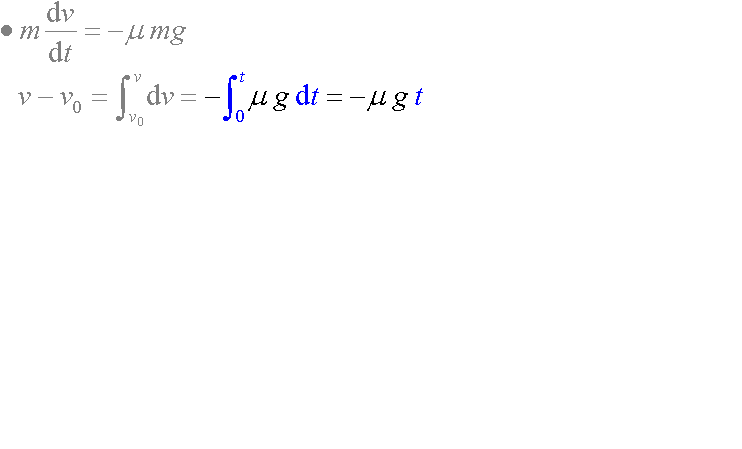 ● m dv/dt = −μ mg
v − v₀ = ∫_{v₀}^{v} dv = −∫_{0}^{t} μ g dt = −μ g t